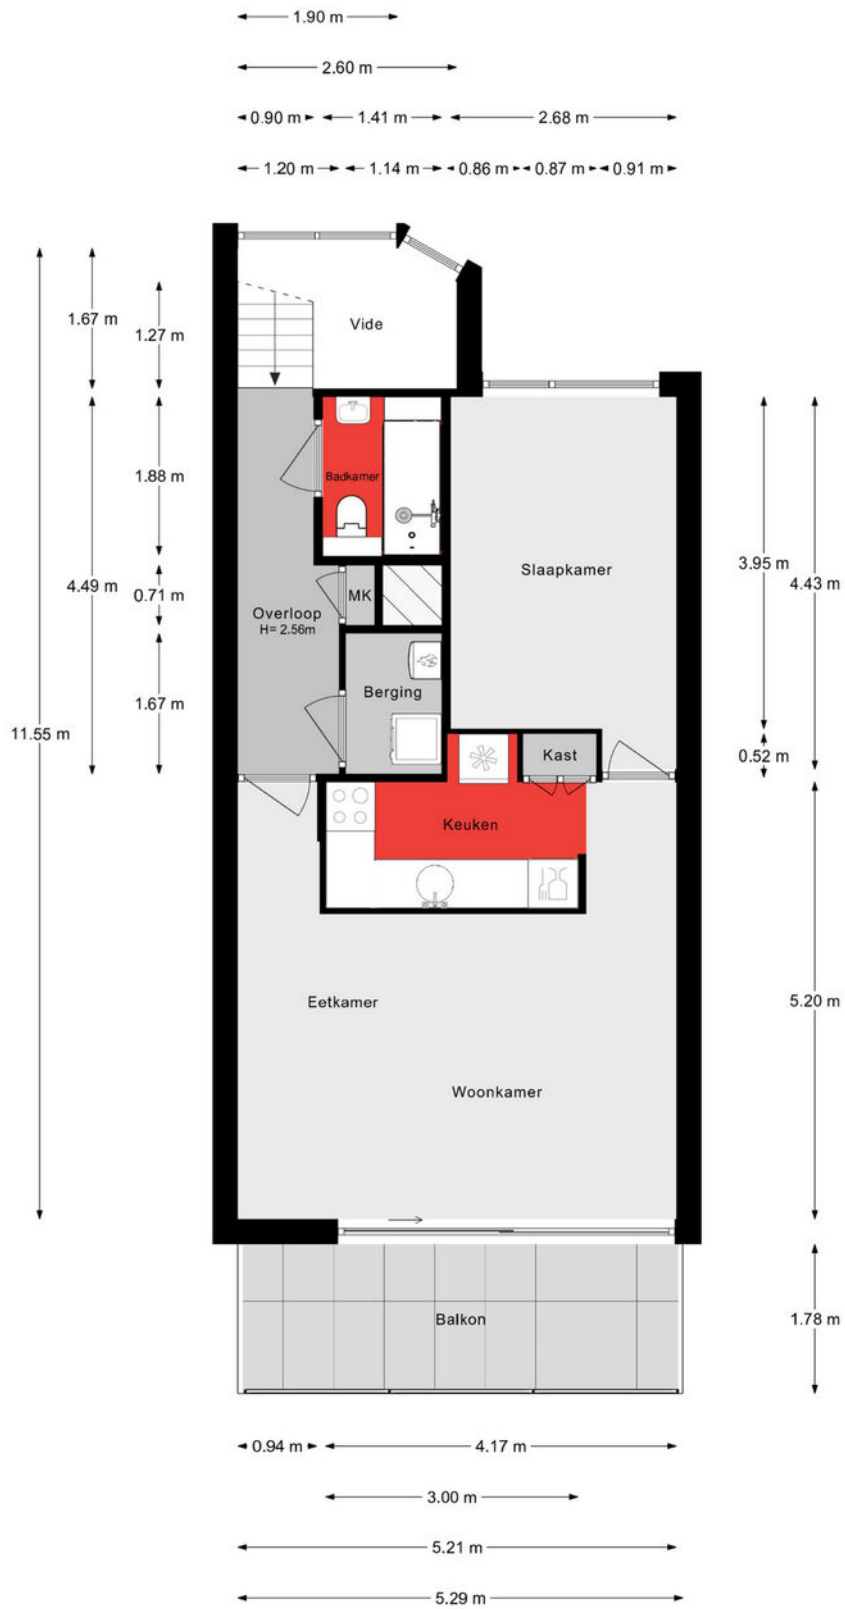 1.90 m
2.60 m
0.90 m
1.41 m
2.68 m
1.20 m
1.14 m
0.86 m
0.87 m
0.91 m
1.67 m
1.27 m
Vide
1.88 m
Badkamer
4.49 m
0.71 m
MK
Slaapkamer
3.95 m
4.43 m
Overloop
H= 2.56m
1.67 m
Berging
11.55 m
Kast
0.52 m
Keuken
Eetkamer
5.20 m
Woonkamer
Balkon
1.78 m
0.94 m
4.17 m
3.00 m
5.21 m
5.29 m